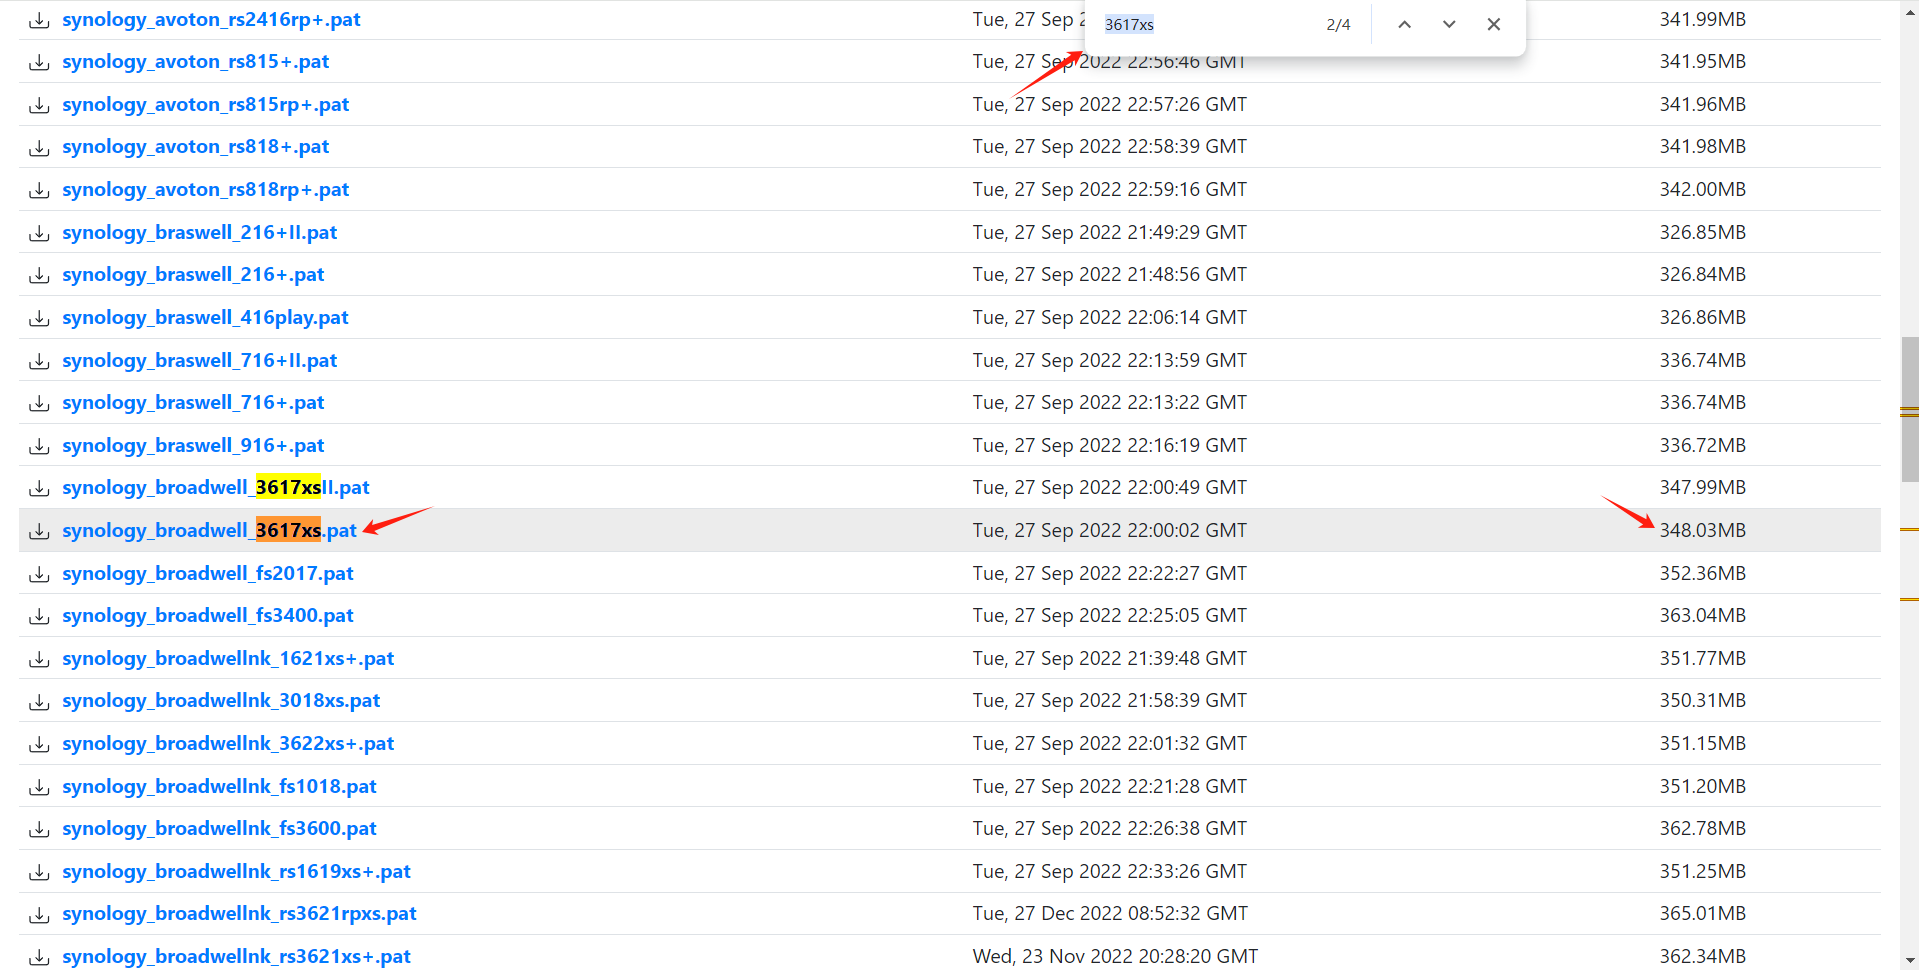 synology_avoton_rs2416rp+.pat Tue, 27 Sep 2 341.99MB
3617xs 2/4
synology_avoton_rs815+.pat Tue, 27 Sep 2022 22:56:46 GMT 341.95MB
synology_avoton_rs815rp+.pat Tue, 27 Sep 2022 22:57:26 GMT 341.96MB
synology_avoton_rs818+.pat Tue, 27 Sep 2022 22:58:39 GMT 341.98MB
synology_avoton_rs818rp+.pat Tue, 27 Sep 2022 22:59:16 GMT 342.00MB
synology_braswell_216+II.pat Tue, 27 Sep 2022 21:49:29 GMT 326.85MB
synology_braswell_216+.pat Tue, 27 Sep 2022 21:48:56 GMT 326.84MB
synology_braswell_416play.pat Tue, 27 Sep 2022 22:06:14 GMT 326.86MB
synology_braswell_716+II.pat Tue, 27 Sep 2022 22:13:59 GMT 336.74MB
synology_braswell_716+.pat Tue, 27 Sep 2022 22:13:22 GMT 336.74MB
synology_braswell_916+.pat Tue, 27 Sep 2022 22:16:19 GMT 336.72MB
synology_broadwell_3617xsII.pat Tue, 27 Sep 2022 22:00:49 GMT 347.99MB
synology_broadwell_3617xs.pat Tue, 27 Sep 2022 22:00:02 GMT 348.03MB
synology_broadwell_fs2017.pat Tue, 27 Sep 2022 22:22:27 GMT 352.36MB
synology_broadwell_fs3400.pat Tue, 27 Sep 2022 22:25:05 GMT 363.04MB
synology_broadwellnk_1621xs+.pat Tue, 27 Sep 2022 21:39:48 GMT 351.77MB
synology_broadwellnk_3018xs.pat Tue, 27 Sep 2022 21:58:39 GMT 350.31MB
synology_broadwellnk_3622xs+.pat Tue, 27 Sep 2022 22:01:32 GMT 351.15MB
synology_broadwellnk_fs1018.pat Tue, 27 Sep 2022 22:21:28 GMT 351.20MB
synology_broadwellnk_fs3600.pat Tue, 27 Sep 2022 22:26:38 GMT 362.78MB
synology_broadwellnk_rs1619xs+.pat Tue, 27 Sep 2022 22:33:26 GMT 351.25MB
synology_broadwellnk_rs3621rpxs.pat Tue, 27 Dec 2022 08:52:32 GMT 365.01MB
synology_broadwellnk_rs3621xs+.pat Wed, 23 Nov 2022 20:28:20 GMT 362.34MB